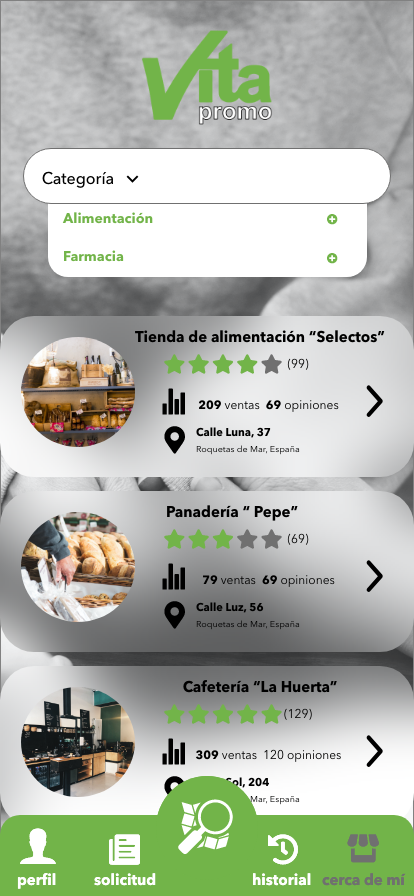 Vita
promo
Categoría
Alimentación
Farmacia
Tienda de alimentación “Selectos”
(99)
209 ventas 69 opiniones
Calle Luna, 37
Roquetas de Mar, España
Panadería “ Pepe”
(69)
79 ventas 69 opiniones
Calle Luz, 56
Roquetas de Mar, España
Cafetería “La Huerta”
(129)
309 ventas 120 opiniones
Sol, 204
Mar, España
perfil
solicitud
historial
cerca de mí